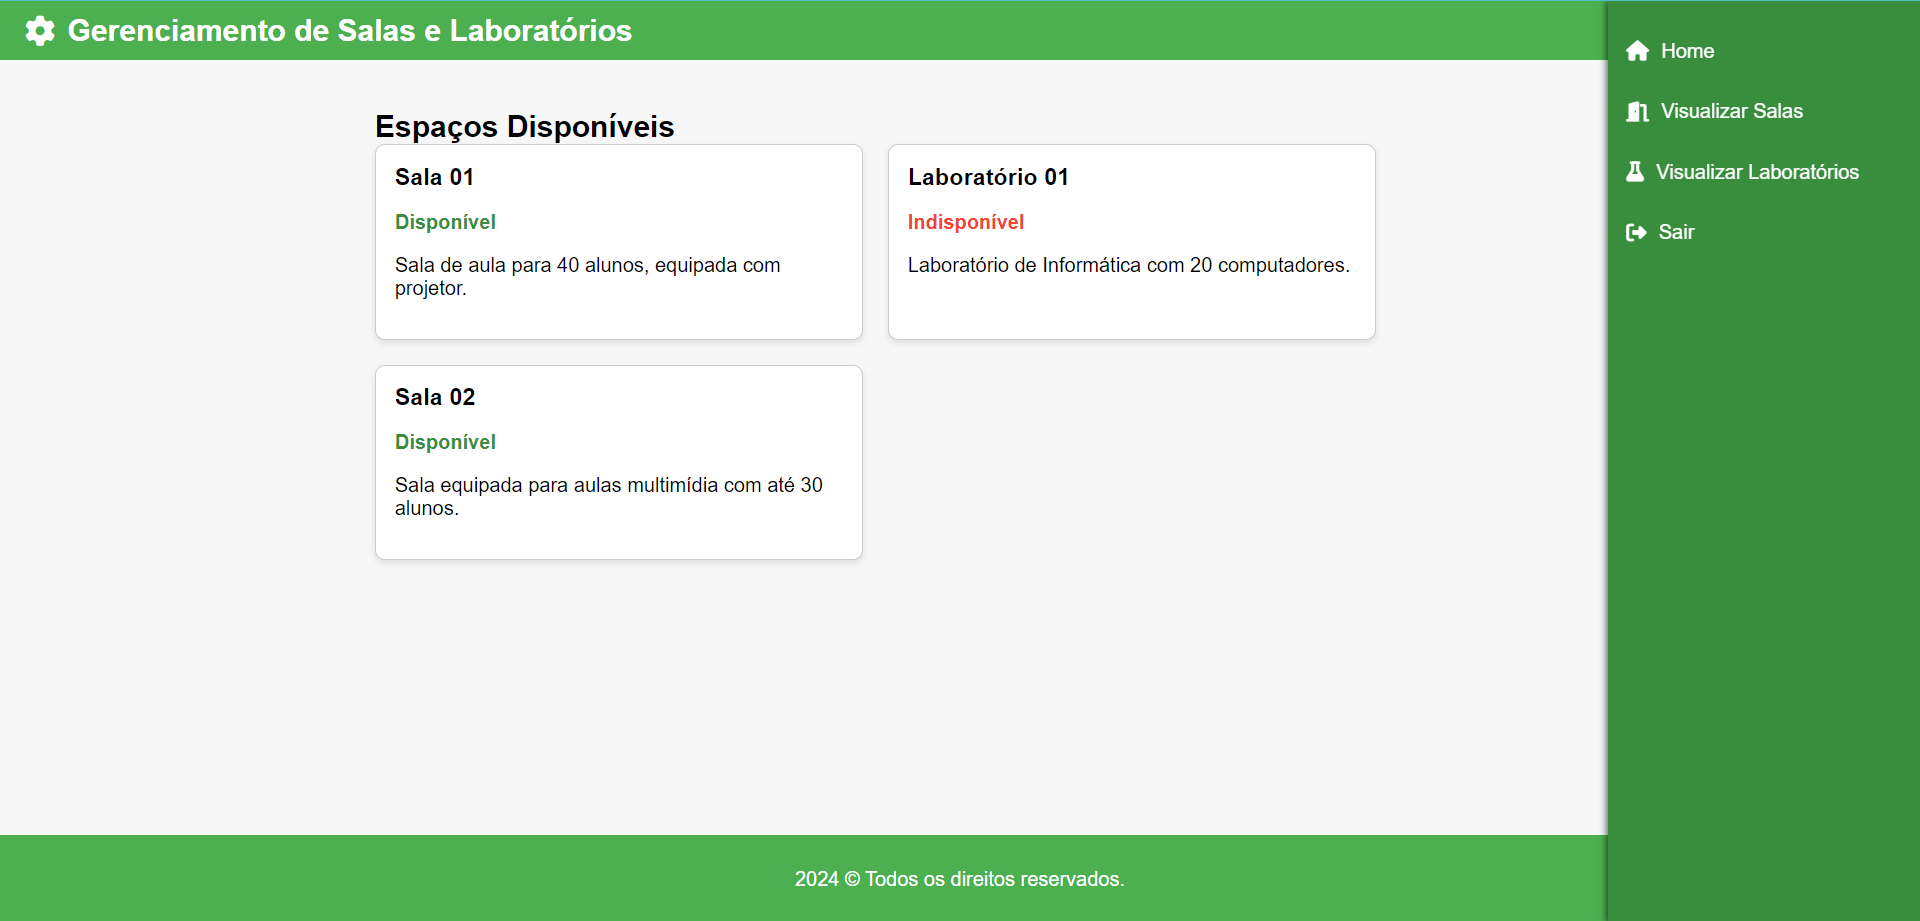 Gerenciamento de Salas e Laboratórios
Home
Visualizar Salas
Visualizar Laboratórios
Sair
Espaços Disponíveis
Sala 01
Disponível
Sala de aula para 40 alunos, equipada com
projetor.
Laboratório 01
Indisponível
Laboratório de Informática com 20 computadores.
Sala 02
Disponível
Sala equipada para aulas multimídia com até 30
alunos.
2024 © Todos os direitos reservados.